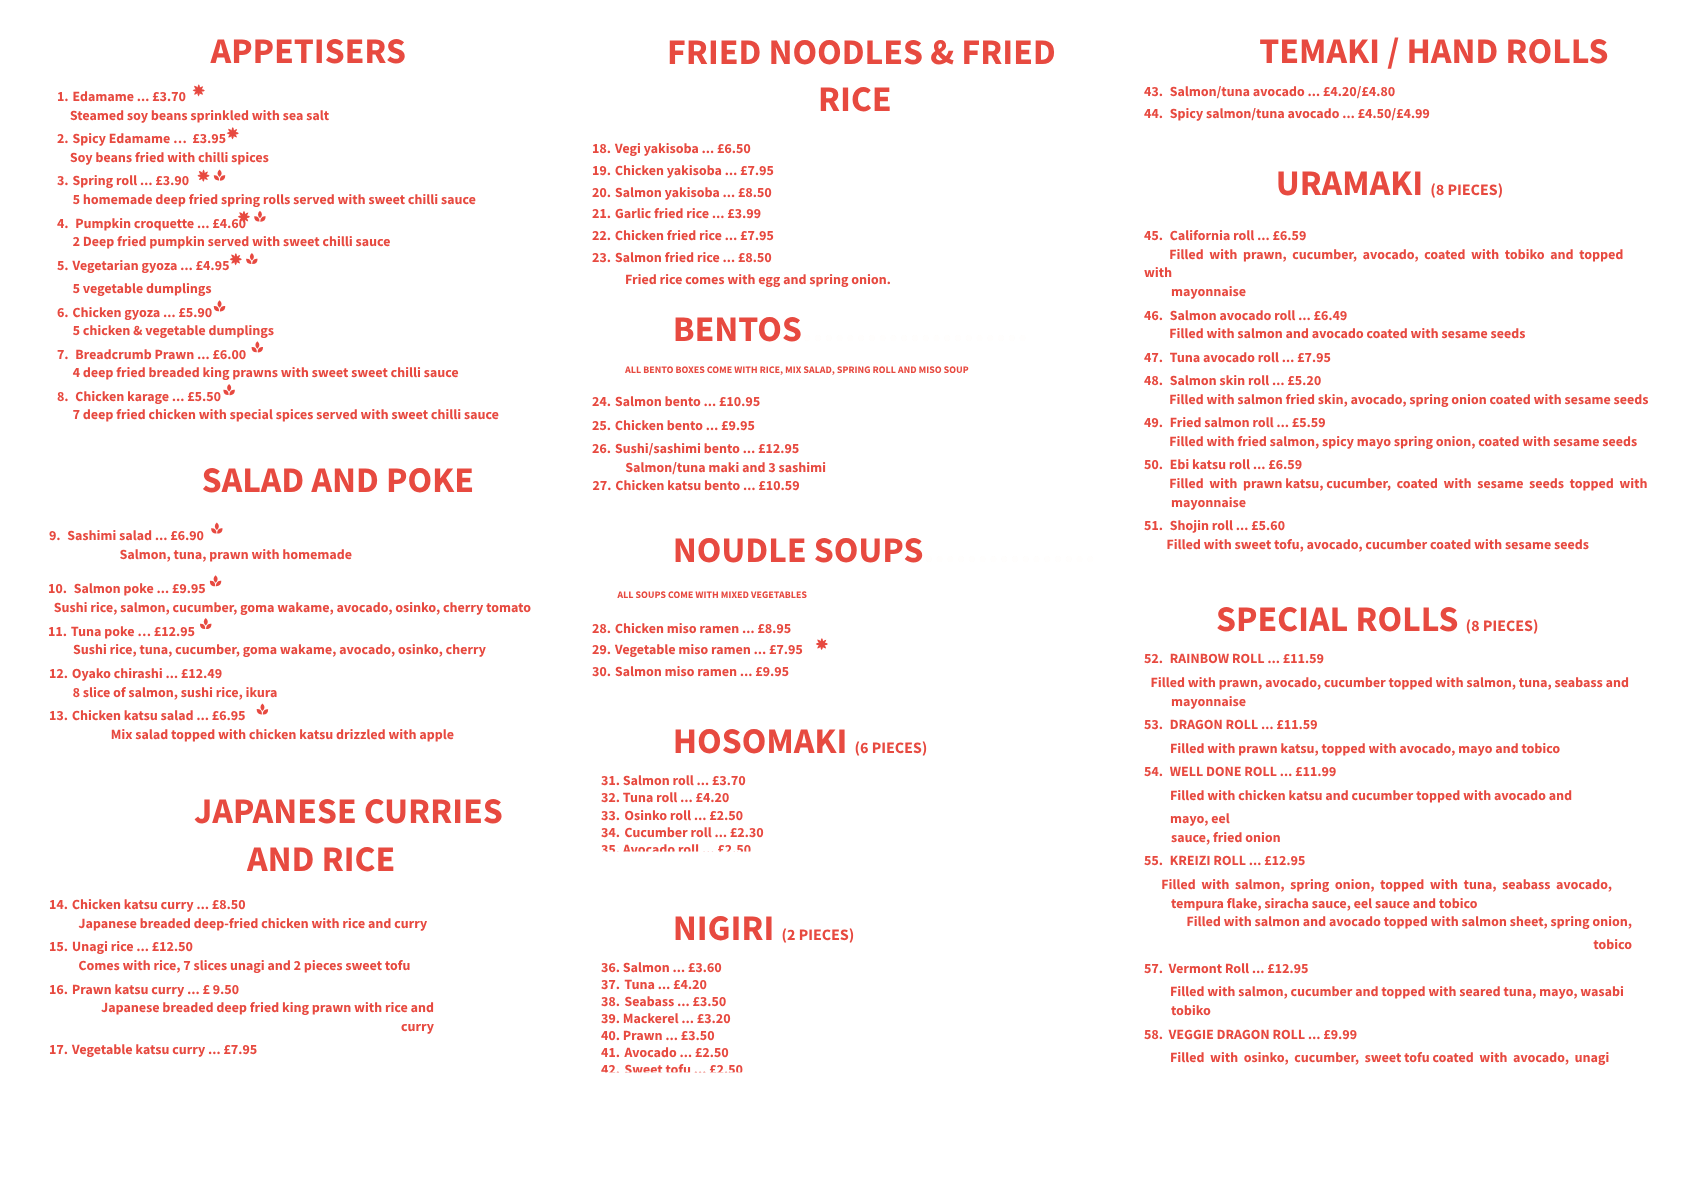 APPETISERS
1. Edamame ... £3.70
Steamed soy beans sprinkled with sea salt
2. Spicy Edamame ... £3.95
Soy beans fried with chilli spices
3. Spring roll ... £3.90
5 homemade deep fried spring rolls served with sweet chilli sauce
4. Pumpkin croquette ... £4.60
2 Deep fried pumpkin served with sweet chilli sauce
5. Vegetarian gyoza ... £4.95
5 vegetable dumplings
6. Chicken gyoza ... £5.90
5 chicken & vegetable dumplings
7. Breadcrumb Prawn ... £6.00
4 deep fried breaded king prawns with sweet sweet chilli sauce
8. Chicken karage ... £5.50
7 deep fried chicken with special spices served with sweet chilli sauce
SALAD AND POKE
9. Sashimi salad ... £6.90
Salmon, tuna, prawn with homemade
10. Salmon poke ... £9.95
Sushi rice, salmon, cucumber, goma wakame, avocado, osinko, cherry tomato
11. Tuna poke ... £12.95
Sushi rice, tuna, cucumber, goma wakame, avocado, osinko, cherry
12. Oyako chirashi ... £12.49
8 slice of salmon, sushi rice, ikura
13. Chicken katsu salad ... £6.95
Mix salad topped with chicken katsu drizzled with apple
JAPANESE CURRIES
AND RICE
14. Chicken katsu curry ... £8.50
Japanese breaded deep-fried chicken with rice and curry
15. Unagi rice ... £12.50
Comes with rice, 7 slices unagi and 2 pieces sweet tofu
16. Prawn katsu curry ... £ 9.50
Japanese breaded deep fried king prawn with rice and
curry
17. Vegetable katsu curry ... £7.95
FRIED NOODLES & FRIED
RICE
18. Vegi yakisoba ... £6.50
19. Chicken yakisoba ... £7.95
20. Salmon yakisoba ... £8.50
21. Garlic fried rice ... £3.99
22. Chicken fried rice ... £7.95
23. Salmon fried rice ... £8.50
Fried rice comes with egg and spring onion.
BENTOS
ALL BENTO BOXES COME WITH RICE, MIX SALAD, SPRING ROLL AND MISO SOUP
24. Salmon bento ... £10.95
25. Chicken bento ... £9.95
26. Sushi/sashimi bento ... £12.95
Salmon/tuna maki and 3 sashimi
27. Chicken katsu bento ... £10.59
NOUDLE SOUPS
ALL SOUPS COME WITH MIXED VEGETABLES
28. Chicken miso ramen ... £8.95
29. Vegetable miso ramen ... £7.95
30. Salmon miso ramen ... £9.95
HOSOMAKI (6 PIECES)
31. Salmon roll ... £3.70
32. Tuna roll ... £4.20
33. Osinko roll ... £2.50
34. Cucumber roll ... £2.30
35. Avocado roll ... £2.50
NIGIRI (2 PIECES)
36. Salmon ... £3.60
37. Tuna ... £4.20
38. Seabass ... £3.50
39. Mackerel ... £3.20
40. Prawn ... £3.50
41. Avocado ... £2.50
42. Sweet tofu ... £2.50
TEMAKI / HAND ROLLS
43. Salmon/tuna avocado ... £4.20/£4.80
44. Spicy salmon/tuna avocado ... £4.50/£4.99
URAMAKI (8 PIECES)
45. California roll ... £6.59
Filled with prawn, cucumber, avocado, coated with tobiko and topped
with
mayonnaise
46. Salmon avocado roll ... £6.49
Filled with salmon and avocado coated with sesame seeds
47. Tuna avocado roll ... £7.95
48. Salmon skin roll ... £5.20
Filled with salmon fried skin, avocado, spring onion coated with sesame seeds
49. Fried salmon roll ... £5.59
Filled with fried salmon, spicy mayo spring onion, coated with sesame seeds
50. Ebi katsu roll ... £6.59
Filled with prawn katsu, cucumber, coated with sesame seeds topped with
mayonnaise
51. Shojin roll ... £5.60
Filled with sweet tofu, avocado, cucumber coated with sesame seeds
SPECIAL ROLLS (8 PIECES)
52. RAINBOW ROLL ... £11.59
Filled with prawn, avocado, cucumber topped with salmon, tuna, seabass and
mayonnaise
53. DRAGON ROLL ... £11.59
Filled with prawn katsu, topped with avocado, mayo and tobico
54. WELL DONE ROLL ... £11.99
Filled with chicken katsu and cucumber topped with avocado and
mayo, eel
sauce, fried onion
55. KREIZI ROLL ... £12.95
Filled with salmon, spring onion, topped with tuna, seabass avocado,
tempura flake, siracha sauce, eel sauce and tobico
Filled with salmon and avocado topped with salmon sheet, spring onion,
tobico
57. Vermont Roll ... £12.95
Filled with salmon, cucumber and topped with seared tuna, mayo, wasabi
tobiko
58. VEGGIE DRAGON ROLL ... £9.99
Filled with osinko, cucumber, sweet tofu coated with avocado, unagi